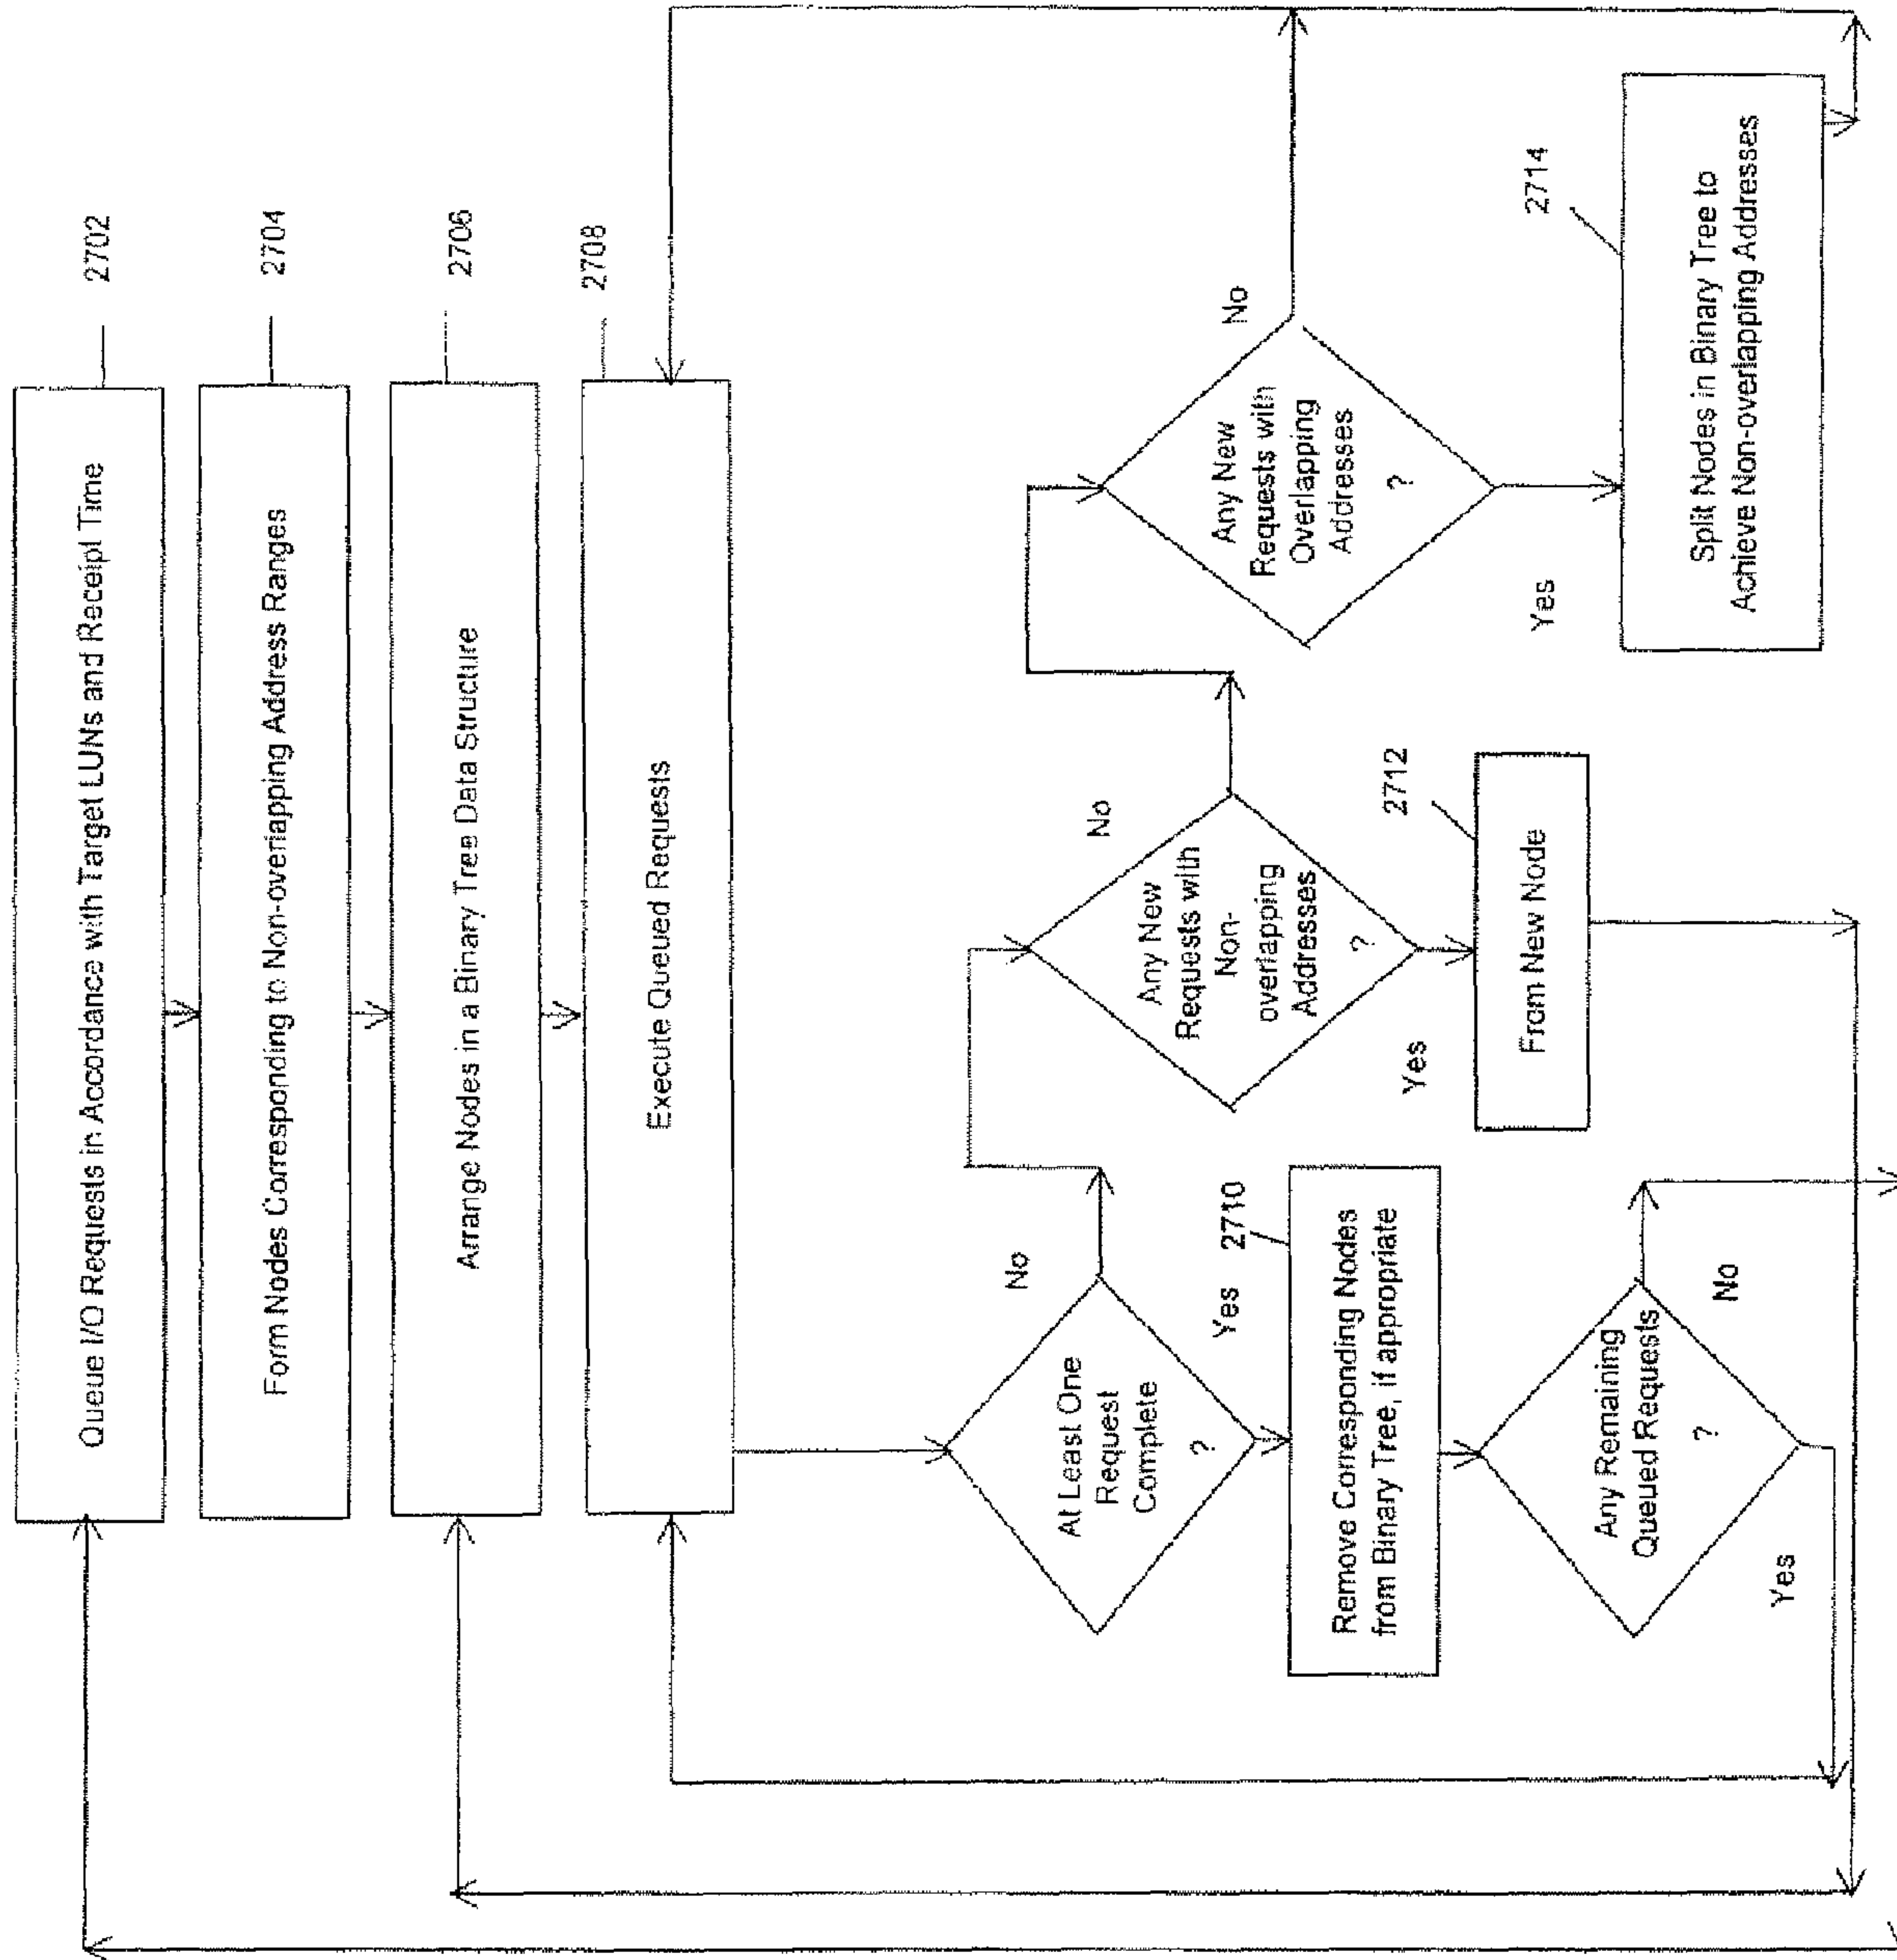 Queue I/O Requests in Accordance with Target LUNs and Receipt Time
2702
Form Nodes Corresponding to Non-overlapping Address Ranges
2704
Arrange Nodes in a Binary Tree Data Structure
2706
Execute Queued Requests
2708
At Least One
Request
Complete
?
No
Yes
2710
Remove Corresponding Nodes
from Binary Tree, if appropriate
Any Remaining
Queued Requests
?
No
Yes
Any New
Requests with
Non-
overlapping
Addresses
?
No
Yes
2712
From New Node
Any New
Requests with
Overlapping
Addresses
?
No
Yes
2714
Split Nodes in Binary Tree to
Achieve Non-overlapping Addresses